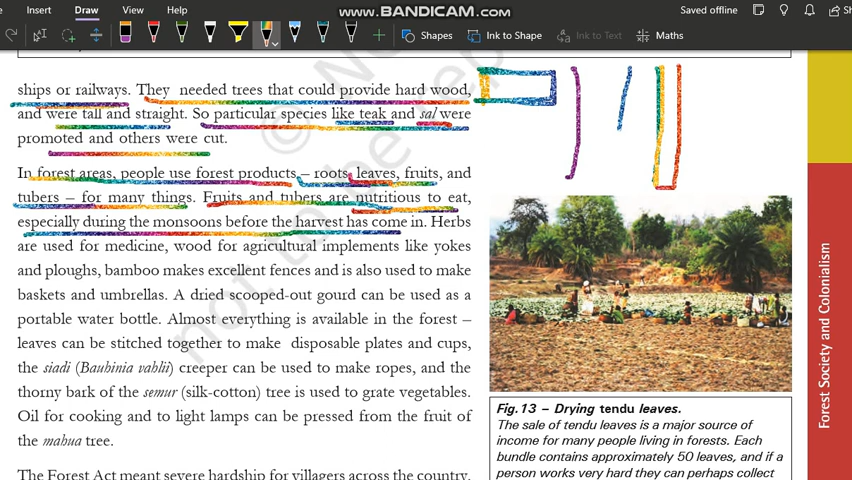 www.BANDICAM.com
Insert Draw View Help Saved offline
Shapes Ink to Shape Ink to Text Maths
ships or railways. They needed trees that could provide hard wood,
and were tall and straight. So particular species like teak and sal were
promoted and others were cut.
In forest areas, people use forest products – roots, leaves, fruits, and
tubers – for many things. Fruits and tubers are nutritious to eat,
especially during the monsoons before the harvest has come in. Herbs
are used for medicine, wood for agricultural implements like yokes
and ploughs, bamboo makes excellent fences and is also used to make
baskets and umbrellas. A dried scooped-out gourd can be used as a
portable water bottle. Almost everything is available in the forest –
leaves can be stitched together to make disposable plates and cups,
the siadi (Bauhinia vahlii) creeper can be used to make ropes, and the
thorny bark of the semur (silk-cotton) tree is used to grate vegetables.
Oil for cooking and to light lamps can be pressed from the fruit of
the mahua tree.
The Forest Act meant severe hardship for villagers across the country.
Fig.13 – Drying tendu leaves.
The sale of tendu leaves is a major source of
income for many people living in forests. Each
bundle contains approximately 50 leaves, and if a
person works very hard they can perhaps collect
Forest Society and Colonialism
not to be